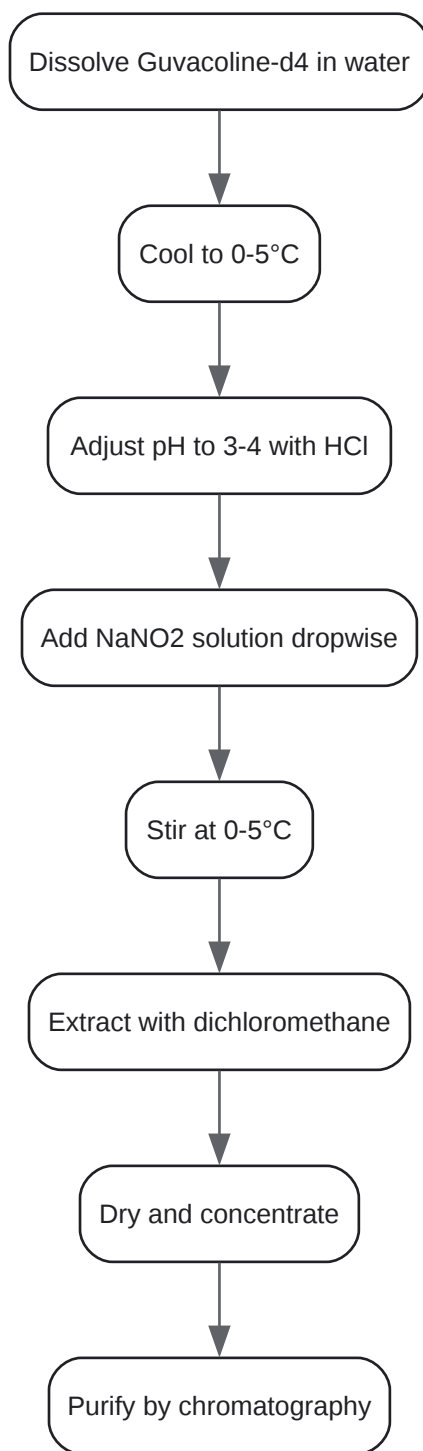 Dissolve Guvacoline-d4 in water
Cool to 0-5°C
Adjust pH to 3-4 with HCl
Add NaNO2 solution dropwise
Stir at 0-5°C
Extract with dichloromethane
Dry and concentrate
Purify by chromatography